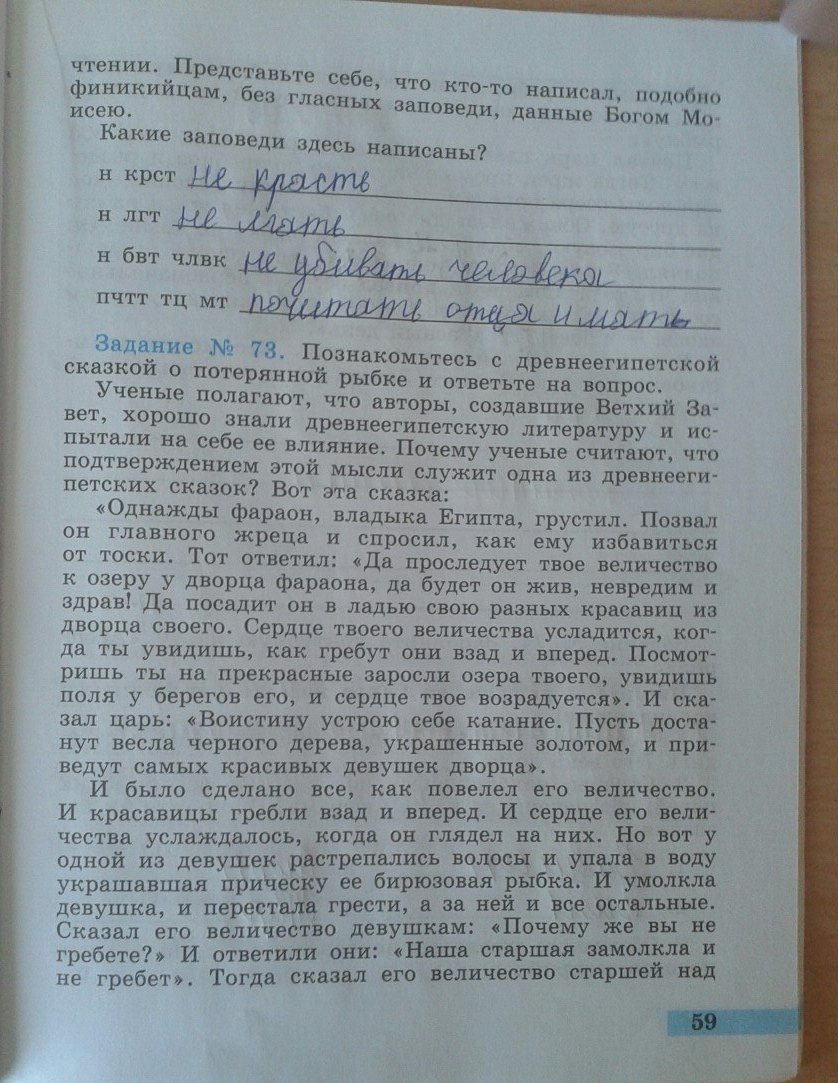 чтении. Представьте себе, что кто-то написал, подобно
финикийцам, без гласных заповеди, данные Богом Мо-
исею.
Какие заповеди здесь написаны?
н крст не красть
н лгт не лгать
н бвт члвк не убивать человека
пчтт тц мт почитать отца и мать
Задание № 73. Познакомьтесь с древнеегипетской
сказкой о потерянной рыбке и ответьте на вопрос.
Ученые полагают, что авторы, создавшие Ветхий За-
вет, хорошо знали древнеегипетскую литературу и ис-
пытали на себе ее влияние. Почему ученые считают, что
подтверждением этой мысли служит одна из древнееги-
петских сказок? Вот эта сказка:
«Однажды фараон, владыка Египта, грустил. Позвал
он главного жреца и спросил, как ему избавиться
от тоски. Тот ответил: «Да проследует твое величество
к озеру у дворца фараона, да будет он жив, невредим и
здрав! Да посадит он в ладью свою разных красавиц из
дворца своего. Сердце твоего величества усладится, ког-
да ты увидишь, как гребут они взад и вперед. Посмот-
ришь ты на прекрасные заросли озера твоего, увидишь
поля у берегов его, и сердце твое возрадуется». И ска-
зал царь: «Воистину устрою себе катание. Пусть доста-
нут весла черного дерева, украшенные золотом, и при-
ведут самых красивых девушек дворца».
И было сделано все, как повелел его величество.
И красавицы гребли взад и вперед. И сердце его вели-
чества услаждалось, когда он глядел на них. Но вот у
одной из девушек растрепались волосы и упала в воду
украшавшая прическу ее бирюзовая рыбка. И умолкла
девушка, и перестала грести, а за ней и все остальные.
Сказал его величество девушкам: «Почему же вы не
гребете?» И ответили они: «Наша старшая замолкла и
не гребет». Тогда сказал его величество старшей над
59